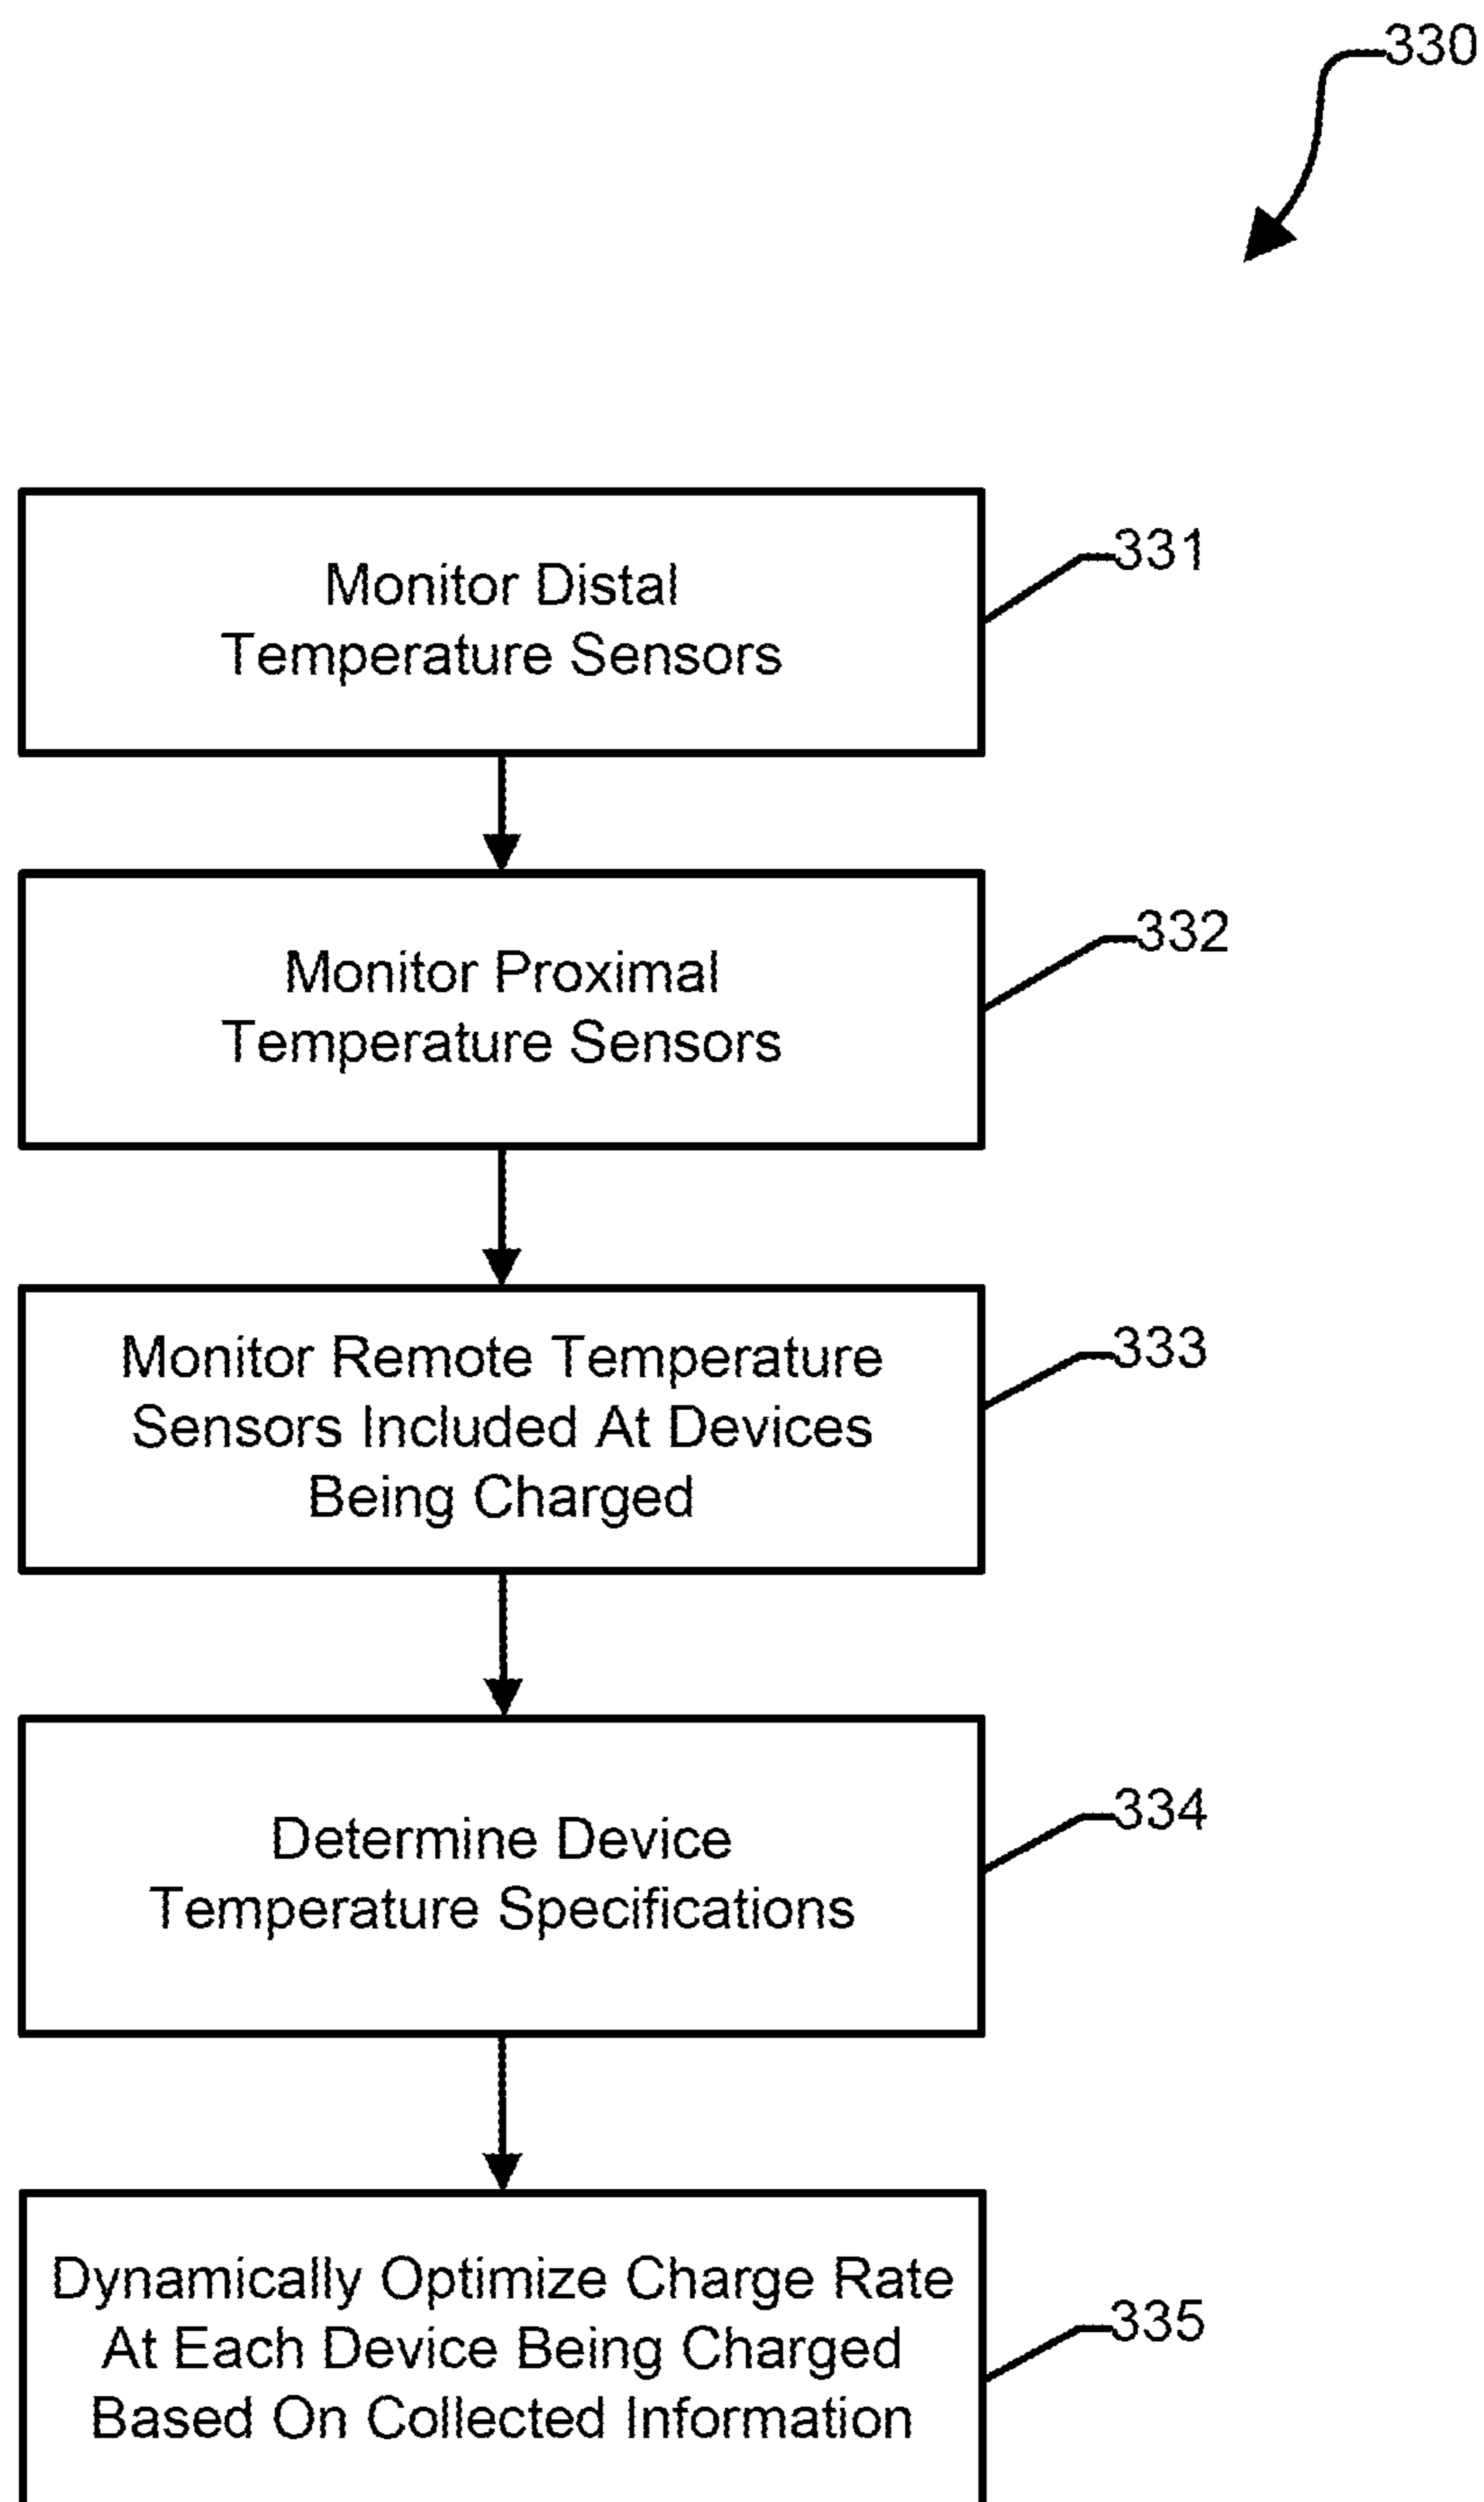 330
Monitor Distal
Temperature Sensors
331
Monitor Proximal
Temperature Sensors
332
Monitor Remote Temperature
Sensors Included At Devices
Being Charged
333
Determine Device
Temperature Specifications
334
Dynamically Optimize Charge Rate
At Each Device Being Charged
Based On Collected Information
335